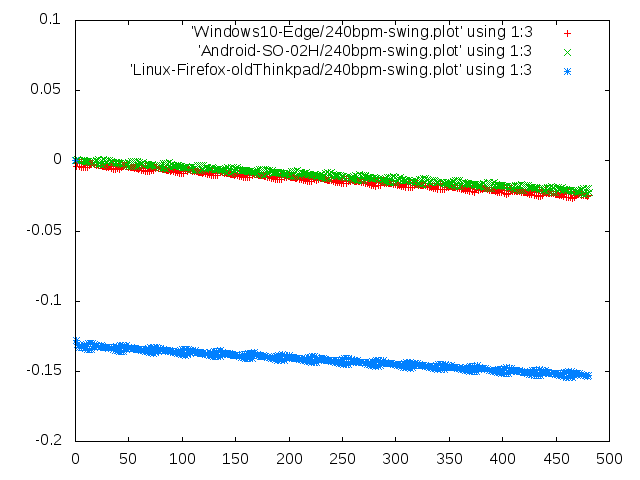 'Windows10-Edge/240bpm-swing.plot' using 1:3
'Android-SO-02H/240bpm-swing.plot' using 1:3
'Linux-Firefox-oldThinkpad/240bpm-swing.plot' using 1:3
0.1
0.05
0
-0.05
-0.1
-0.15
-0.2
0 50 100 150 200 250 300 350 400 450 500